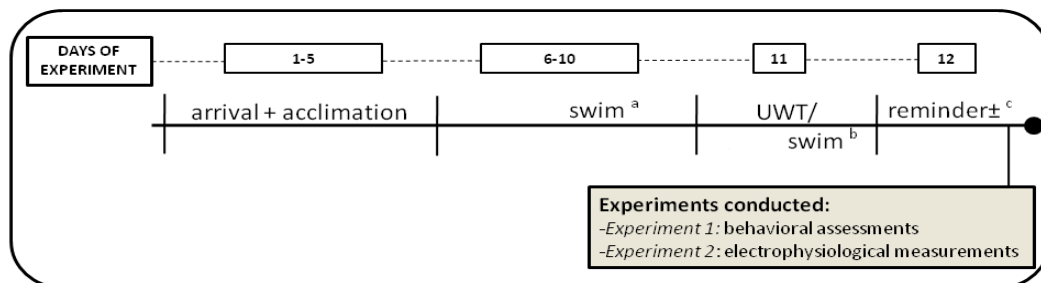 DAYS OF
EXPERIMENT
1-5
6-10
11
12
arrival + acclimation
swim a
UWT/
swim b
reminder± c
Experiments conducted:
-Experiment 1: behavioral assessments
-Experiment 2: electrophysiological measurements